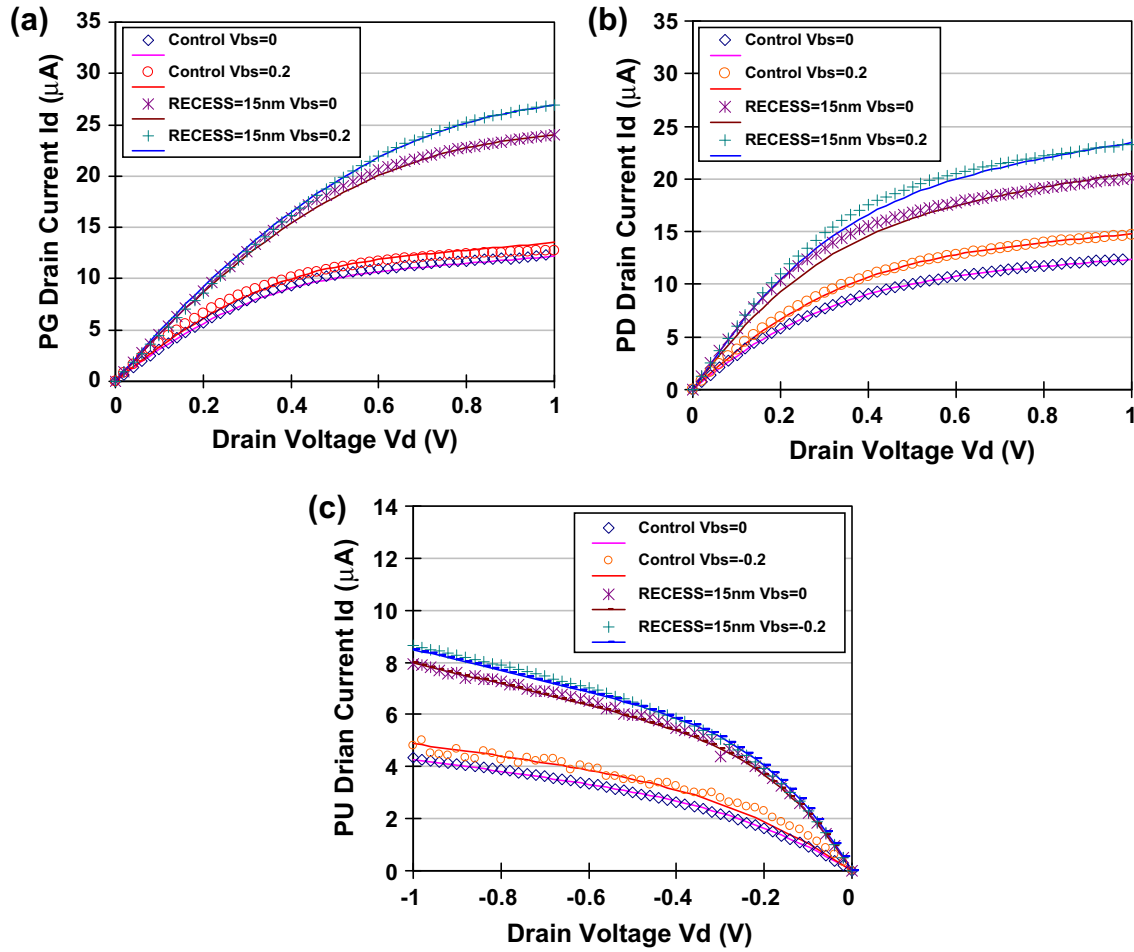 (a)
35
30
25
20
15
10
5
0
PG Drain Current Id (μA)
Control Vbs=0
Control Vbs=0.2
RECESS=15nm Vbs=0
RECESS=15nm Vbs=0.2
0 0.2 0.4 0.6 0.8 1
Drain Voltage Vd (V)
(b)
35
30
25
20
15
10
5
0
PD Drain Current Id (μA)
Control Vbs=0
Control Vbs=0.2
RECESS=15nm Vbs=0
RECESS=15nm Vbs=0.2
0 0.2 0.4 0.6 0.8 1
Drain Voltage Vd (V)
(c)
14
12
10
8
6
4
2
0
PU Drian Current Id (μA)
Control Vbs=0
Control Vbs=-0.2
RECESS=15nm Vbs=0
RECESS=15nm Vbs=-0.2
-1 -0.8 -0.6 -0.4 -0.2 0
Drain Voltage Vd (V)